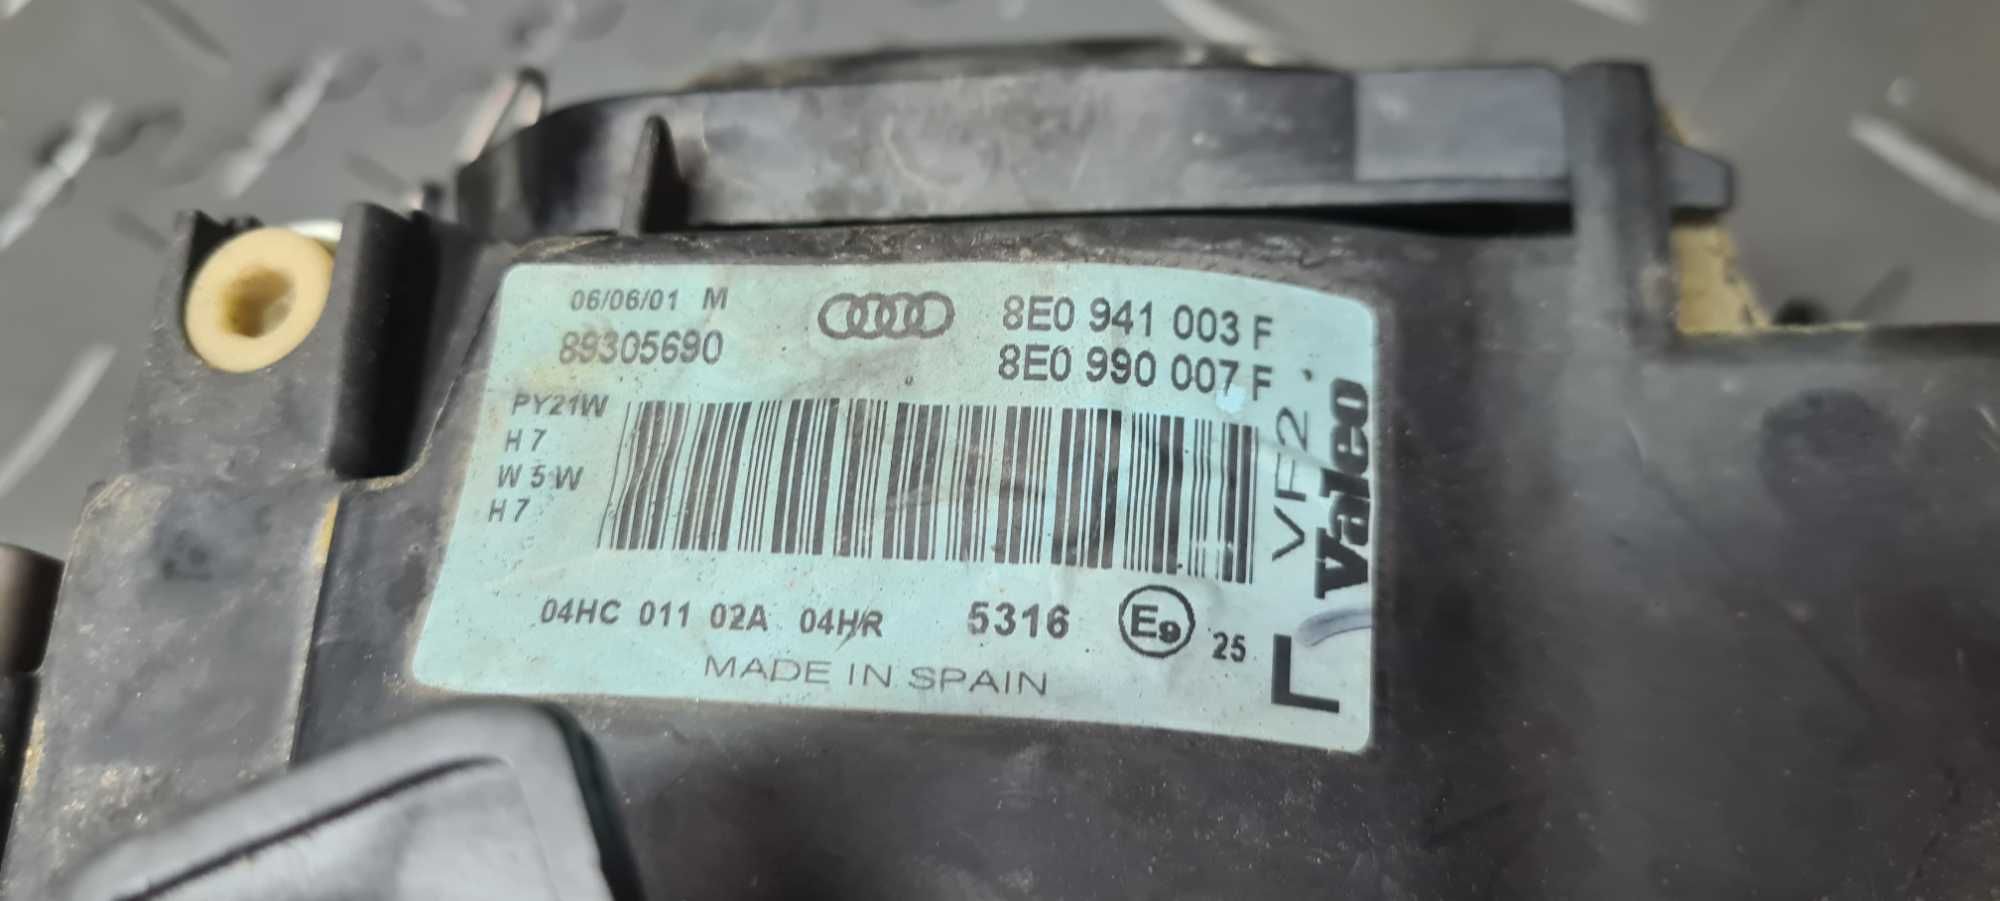 06/06/01 M
89305690
8E0 941 003 F
8E0 990 007 F
PY21W
H7
W5W
H7
VF2
Valeo
04HC 011 02A 04H/R 5316 E9 25
L
MADE IN SPAIN